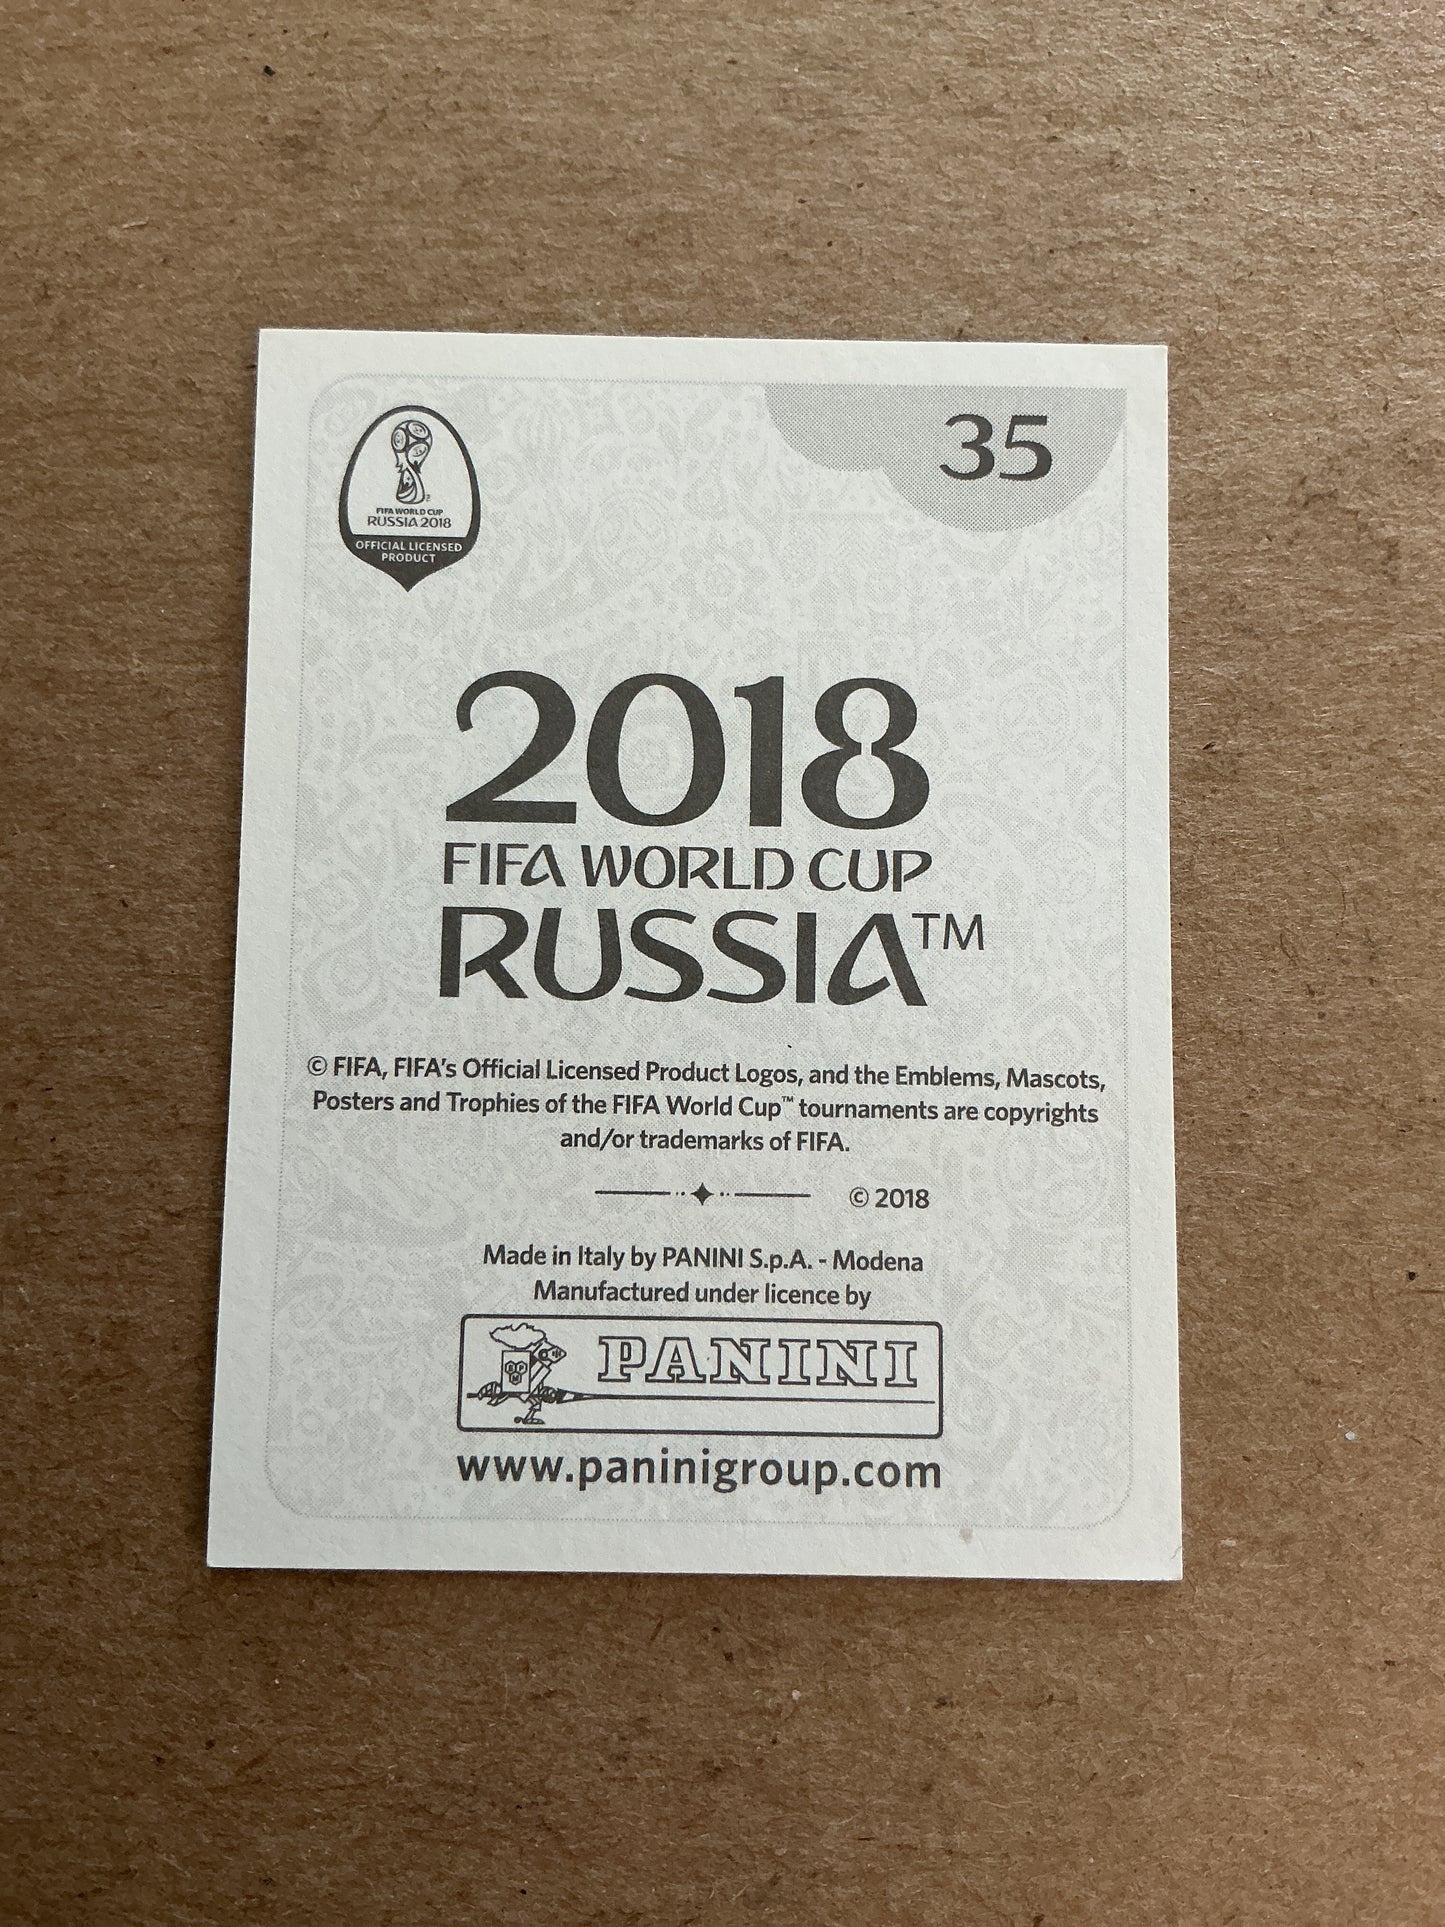 35
FIFA WORLD CUP
RUSSIA 2018
OFFICIAL LICENSED
PRODUCT
2018
FIFA WORLD CUP
RUSSIA™
© FIFA, FIFA's Official Licensed Product Logos, and the Emblems, Mascots,
Posters and Trophies of the FIFA World Cup™ tournaments are copyrights
and/or trademarks of FIFA.
© 2018
Made in Italy by PANINI S.p.A. - Modena
Manufactured under licence by
PANINI
www.paninigroup.com